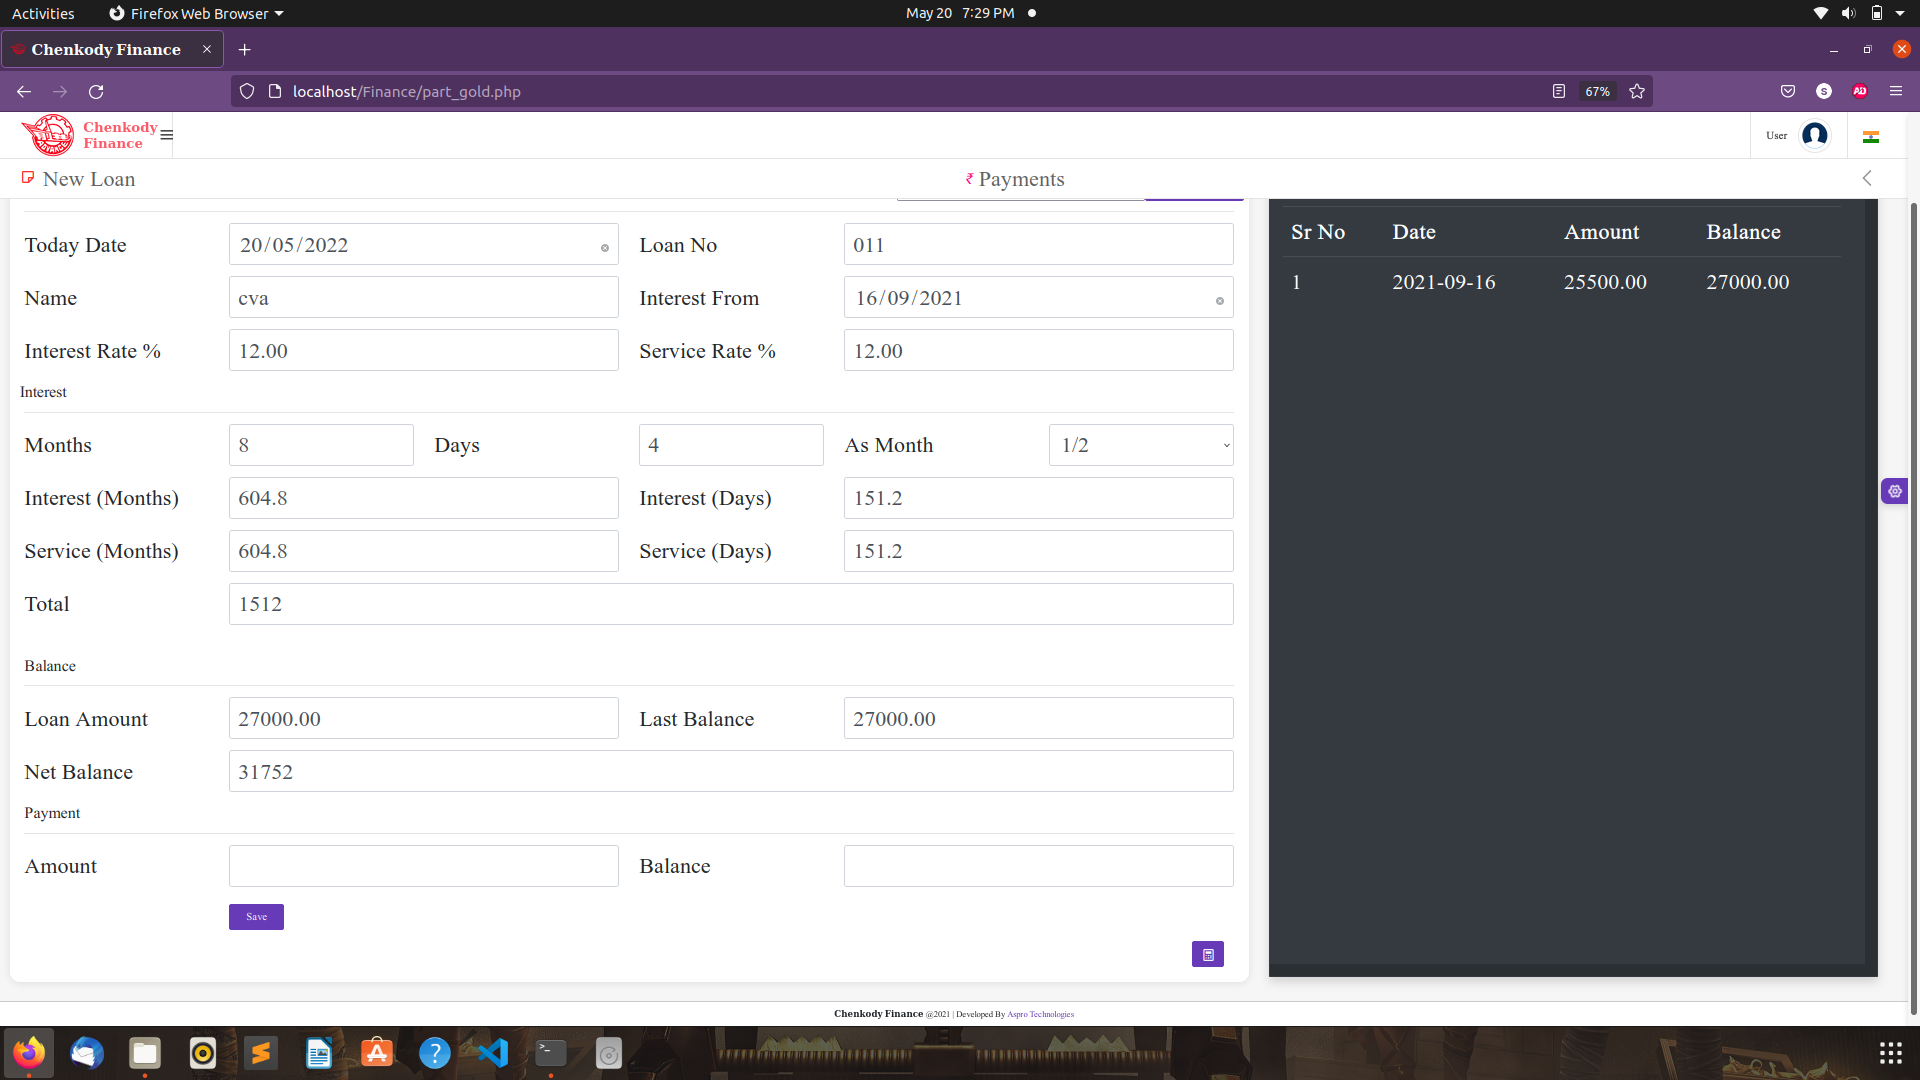 Activities Firefox Web Browser May 20 7:29 PM
Chenkody Finance
localhost/Finance/part_gold.php 67% S AD
Chenkody
Finance
User
New Loan ₹ Payments
Today Date 20/05/2022 Loan No 011
Name cva Interest From 16/09/2021
Interest Rate % 12.00 Service Rate % 12.00
Interest
Months 8 Days 4 As Month 1/2
Interest (Months) 604.8 Interest (Days) 151.2
Service (Months) 604.8 Service (Days) 151.2
Total 1512
Balance
Loan Amount 27000.00 Last Balance 27000.00
Net Balance 31752
Payment
Amount Balance
Save
Sr No Date Amount Balance
1 2021-09-16 25500.00 27000.00
Chenkody Finance @2021 | Developed By Aspro Technologies